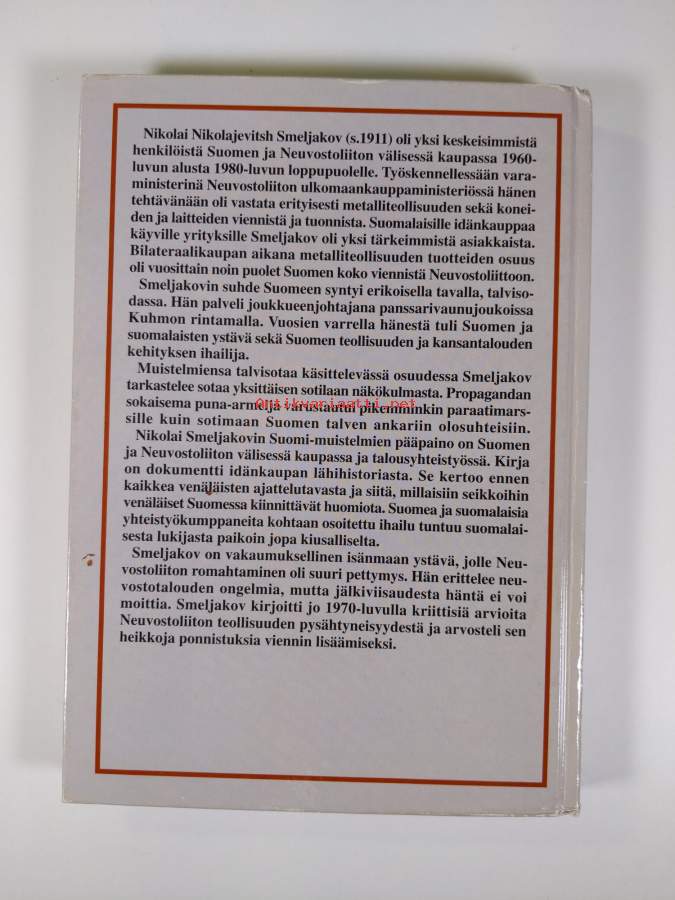 Nikolai Nikolajevitsh Smeljakov (s.1911) oli yksi keskeisimmistä
henkilöistä Suomen ja Neuvostoliiton välisessä kaupassa 1960-
luvun alusta 1980-luvun loppupuolelle. Työskennellessään vara-
ministerinä Neuvostoliiton ulkomaankauppaministeriössä hänen
tehtävänään oli vastata erityisesti metalliteollisuuden sekä konei-
den ja laitteiden viennistä ja tuonnista. Suomalaisille idänkauppaa
käyville yrityksille Smeljakov oli yksi tärkeimmistä asiakkaista.
Bilateraalikaupan aikana metalliteollisuuden tuotteiden osuus
oli vuosittain noin puolet Suomen koko viennistä Neuvostoliittoon.
Smeljakovin suhde Suomeen syntyi erikoisella tavalla, talviso-
dassa. Hän palveli joukkueenjohtajana panssarivaunujoukoissa
Kuhmon rintamalla. Vuosien varrella hänestä tuli Suomen ja
suomalaisten ystävä sekä Suomen teollisuuden ja kansantalouden
kehityksen ihailija.
Muistelmiensa talvisotaa käsittelevässä osuudessa Smeljakov
tarkastelee sotaa yksittäisen sotilaan näkökulmasta. Propagandan
sokaisema puna-armeija varustautui pikemminkin paraatimars-
sille kuin sotimaan Suomen talven ankariin olosuhteisiin.
Antikvariaatti.net
Nikolai Smeljakovin Suomi-muistelmien pääpaino on Suomen
ja Neuvostoliiton välisessä kaupassa ja talousyhteistyössä. Kirja
on dokumentti idänkaupan lähihistoriasta. Se kertoo ennen
kaikkea venäläisten ajattelutavasta ja siitä, millaisiin seikkoihin
venäläiset Suomessa kiinnittävät huomiota. Suomea ja suomalaisia
yhteistyökumppaneita kohtaan osoitettu ihailu tuntuu suomalai-
sesta lukijasta paikoin jopa kiusalliselta.
Smeljakov on vakaumuksellinen isänmaan ystävä, jolle Neu-
vostoliiton romahtaminen oli suuri pettymys. Hän erittelee neu-
vostotalouden ongelmia, mutta jälkiviisaudesta häntä ei voi
moittia. Smeljakov kirjoitti jo 1970-luvulla kriittisiä arvioita
Neuvostoliiton teollisuuden pysähtyneisyydestä ja arvosteli sen
heikkoja ponnistuksia viennin lisäämiseksi.